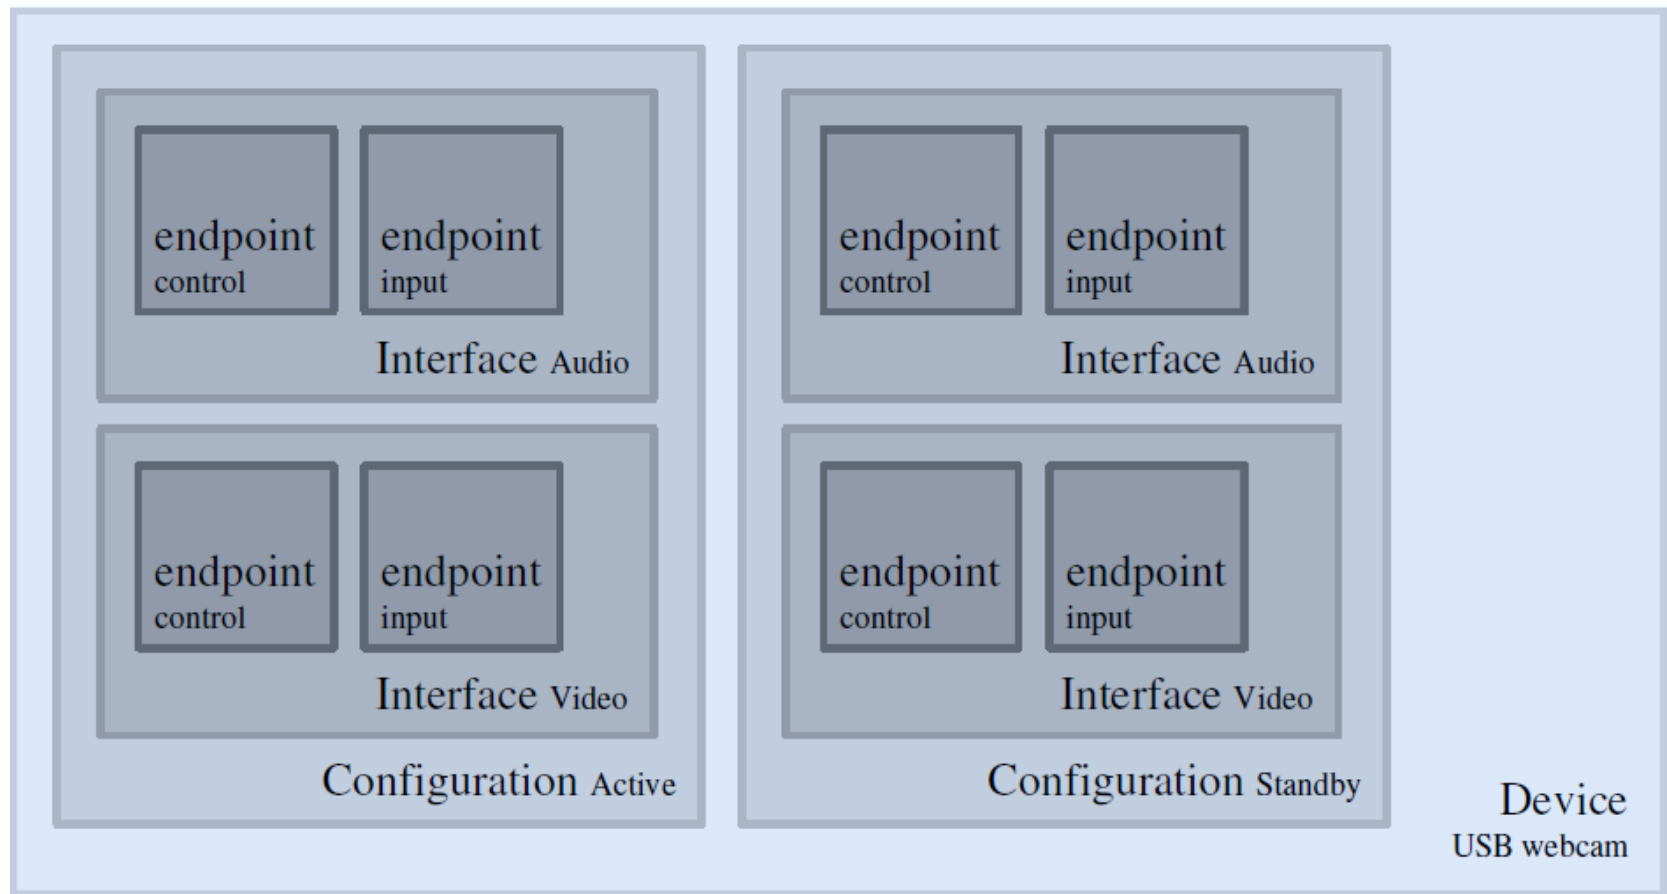 endpoint
control
endpoint
input
Interface Audio
endpoint
control
endpoint
input
Interface Video
Configuration Active
endpoint
control
endpoint
input
Interface Audio
endpoint
control
endpoint
input
Interface Video
Configuration Standby
Device
USB webcam